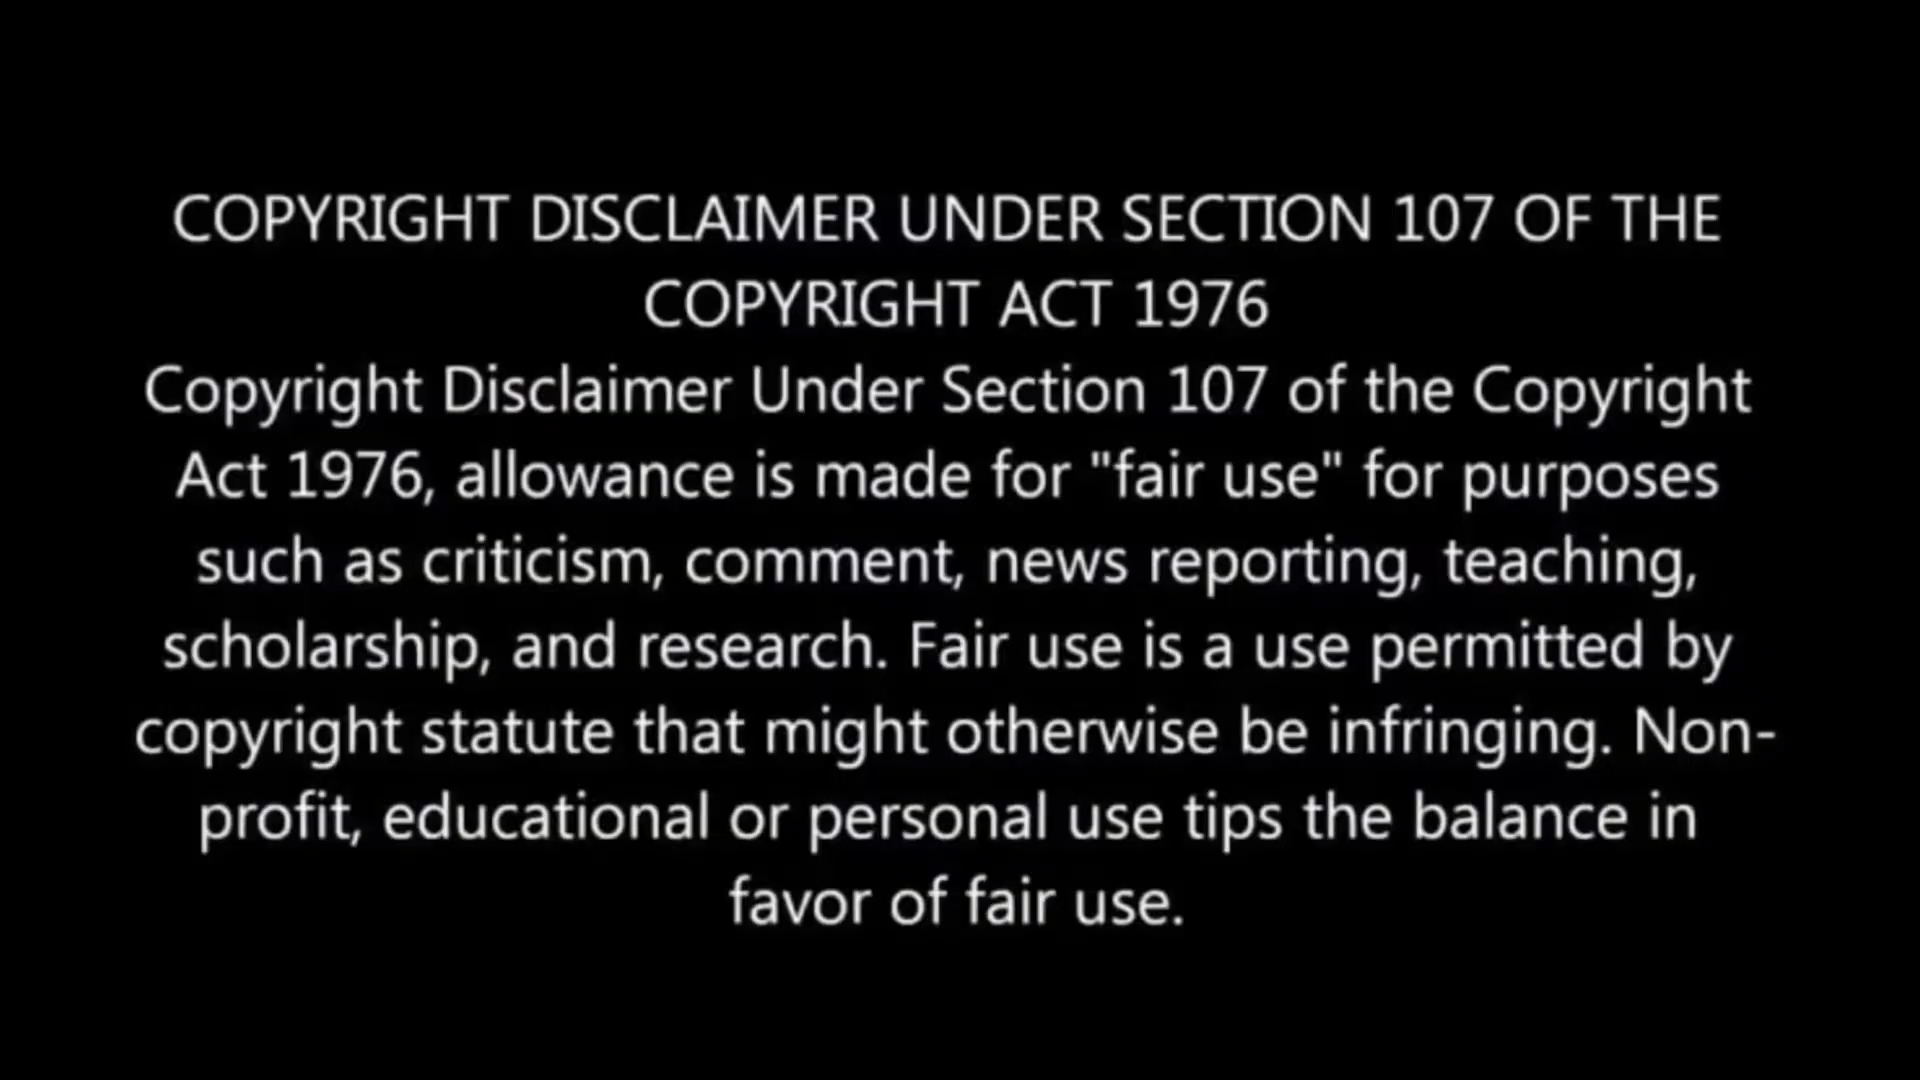 COPYRIGHT DISCLAIMER UNDER SECTION 107 OF THE
COPYRIGHT ACT 1976
Copyright Disclaimer Under Section 107 of the Copyright
Act 1976, allowance is made for "fair use" for purposes
such as criticism, comment, news reporting, teaching,
scholarship, and research. Fair use is a use permitted by
copyright statute that might otherwise be infringing. Non-
profit, educational or personal use tips the balance in
favor of fair use.